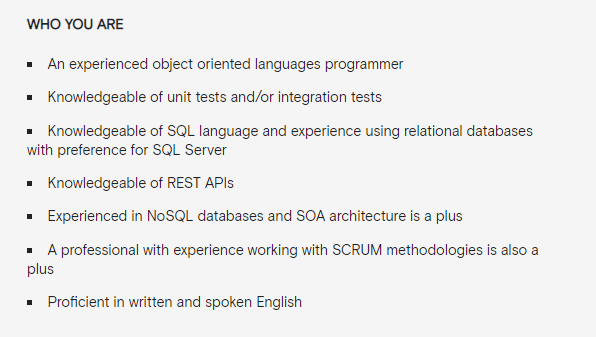 WHO YOU ARE
▪ An experienced object oriented languages programmer
▪ Knowledgeable of unit tests and/or integration tests
▪ Knowledgeable of SQL language and experience using relational databases
with preference for SQL Server
▪ Knowledgeable of REST APIs
▪ Experienced in NoSQL databases and SOA architecture is a plus
▪ A professional with experience working with SCRUM methodologies is also a
plus
▪ Proficient in written and spoken English